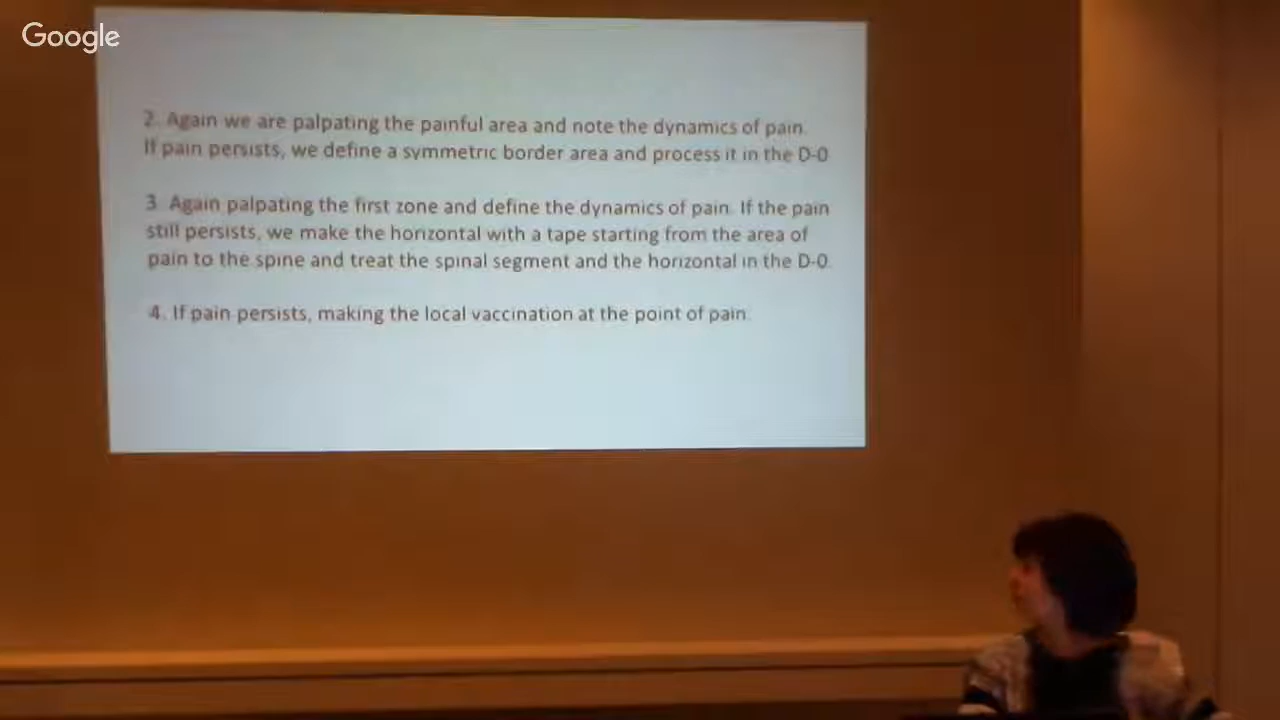 Google
2. Again we are palpating the painful area and note the dynamics of pain.
If pain persists, we define a symmetric border area and process it in the D-0
3. Again palpating the first zone and define the dynamics of pain. If the pain
still persists, we make the horizontal with a tape starting from the area of
pain to the spine and treat the spinal segment and the horizontal in the D-0.
4. If pain persists, making the local vaccination at the point of pain.